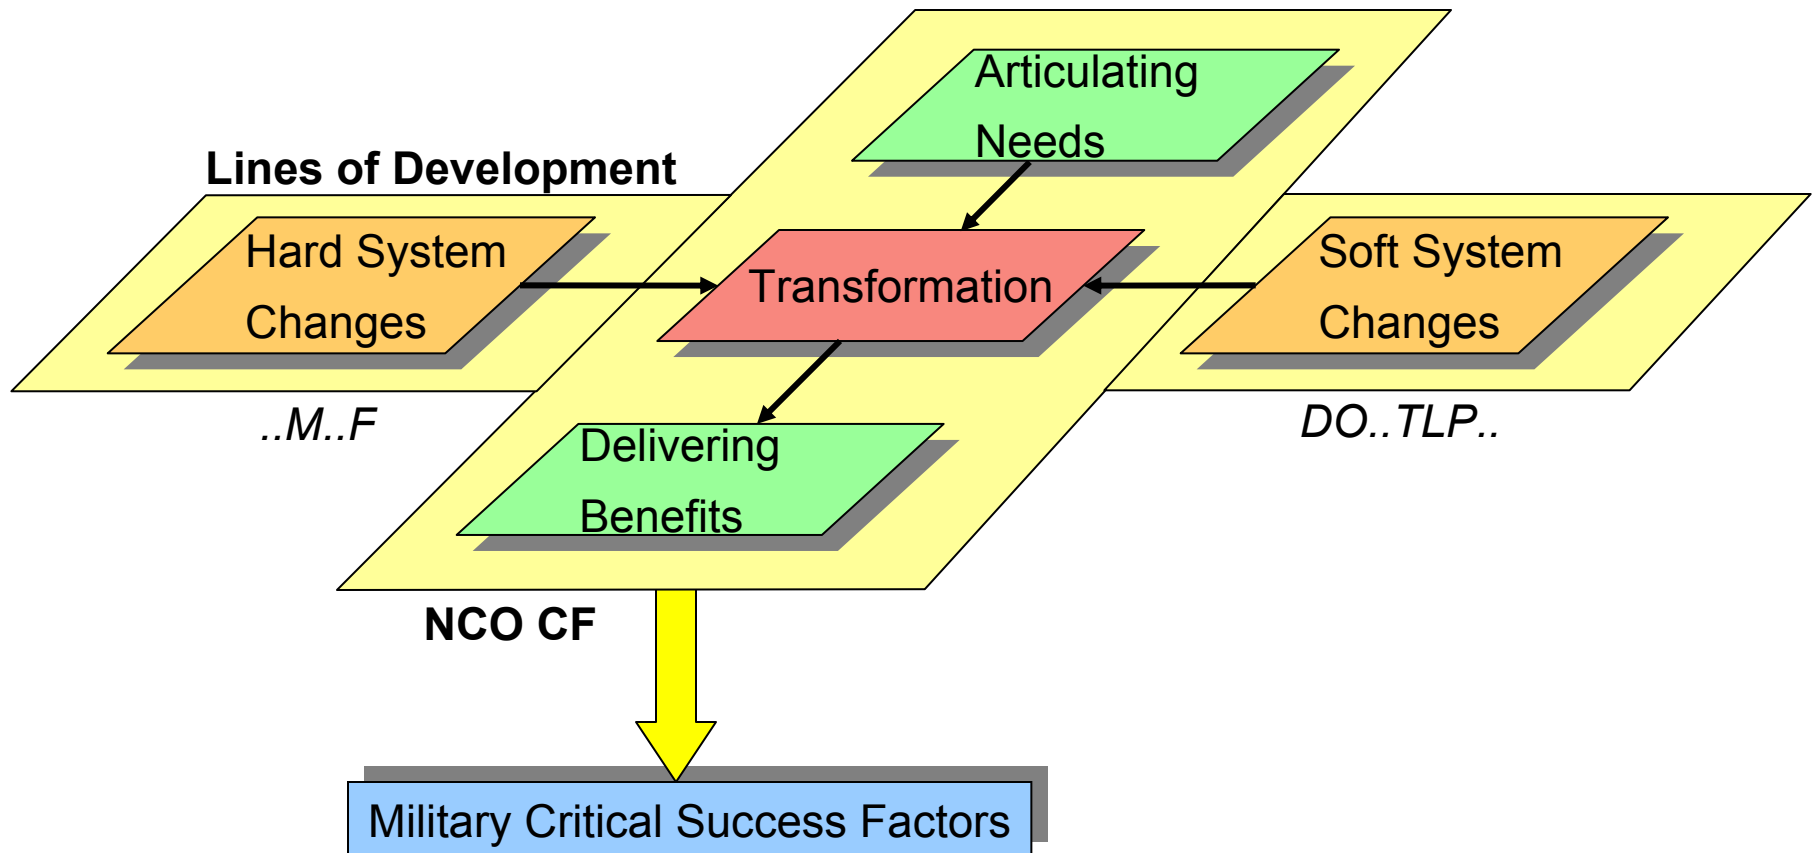 Articulating
Needs
Lines of Development
Hard System
Changes
Transformation
Soft System
Changes
..M..F
DO..TLP..
Delivering
Benefits
NCO CF
Military Critical Success Factors